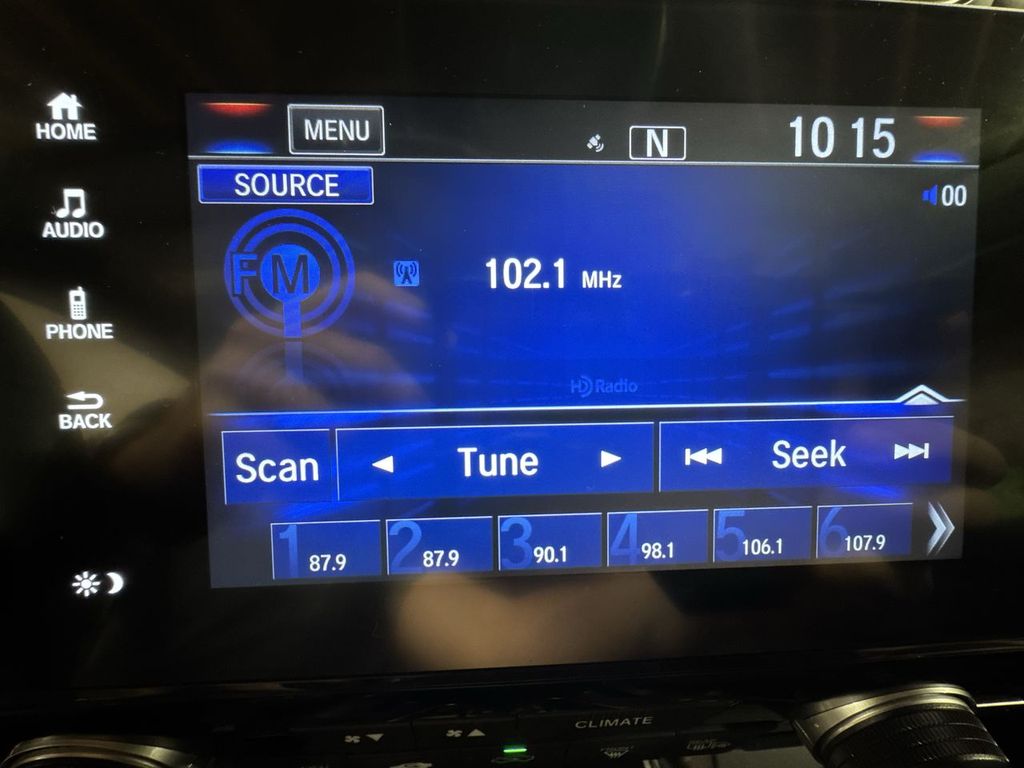 HOME
MENU
N
10 15
SOURCE
00
AUDIO
FM
102.1 MHz
PHONE
HD Radio
BACK
Scan
Tune
Seek
1 87.9
2 87.9
3 90.1
4 98.1
5 106.1
6 107.9
CLIMATE